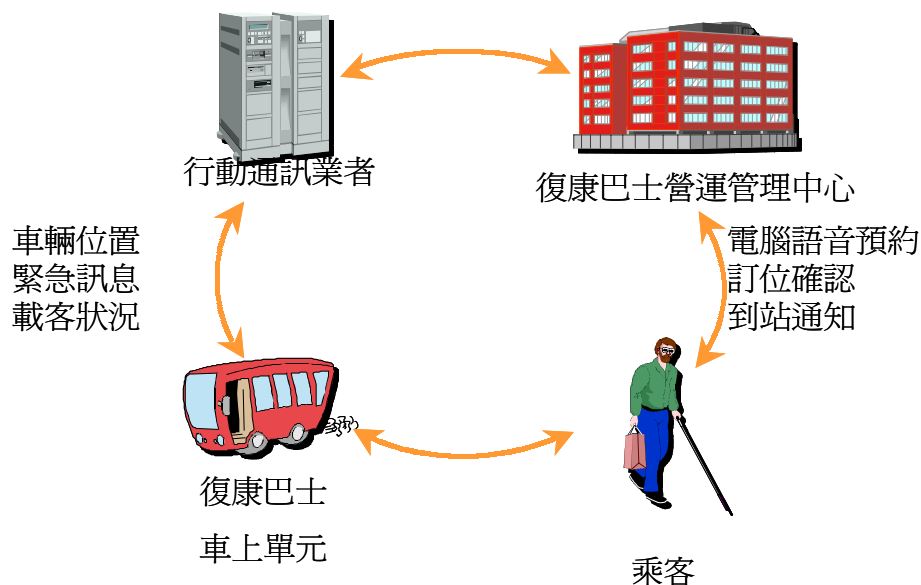 行動通訊業者
復康巴士營運管理中心
車輛位置
緊急訊息
載客狀況
電腦語音預約
訂位確認
到站通知
復康巴士
車上單元
乘客